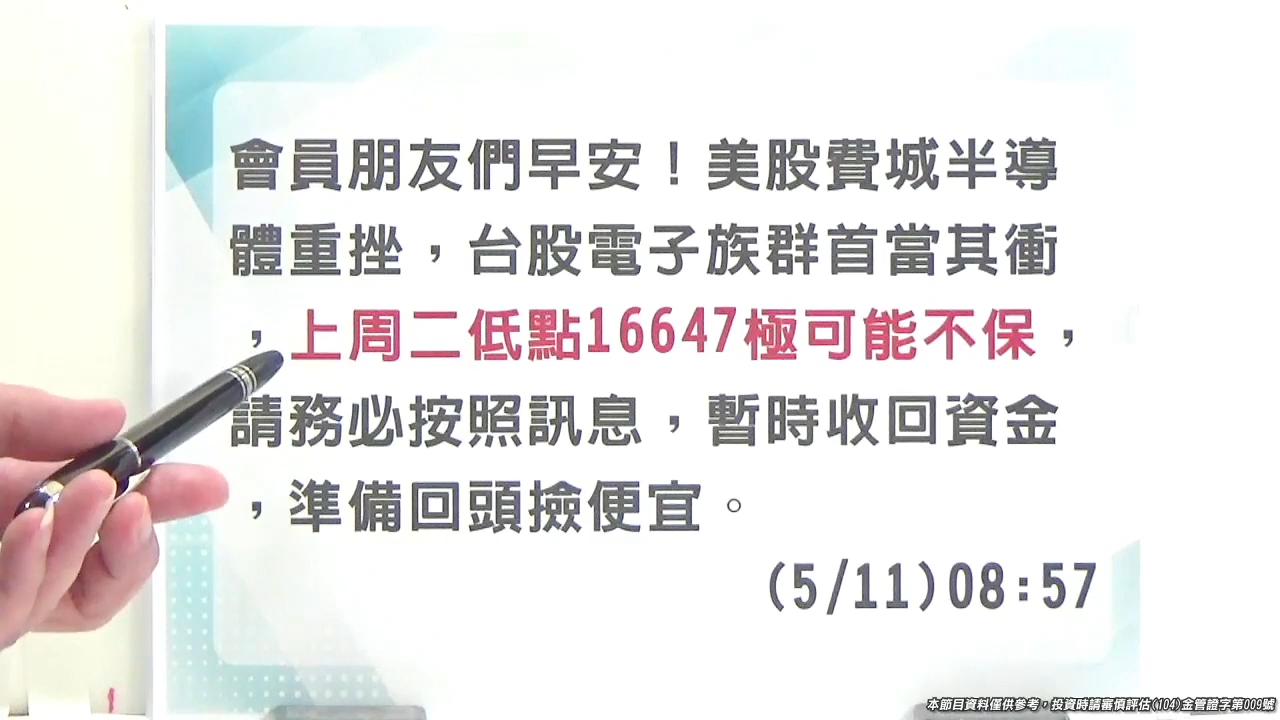 會員朋友們早安！美股費城半導
體重挫，台股電子族群首當其衝
，上周二低點16647極可能不保，
請務必按照訊息，暫時收回資金
，準備回頭撿便宜。
(5/11)08:57
本節目資料僅供參考，投資時請審慎評估(104)金管證字第009號